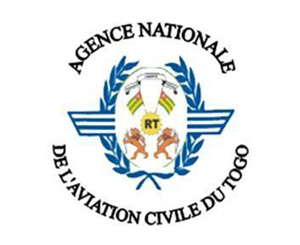 AGENCE NATIONALE
RT
DE L'AVIATION CIVILE DU TOGO